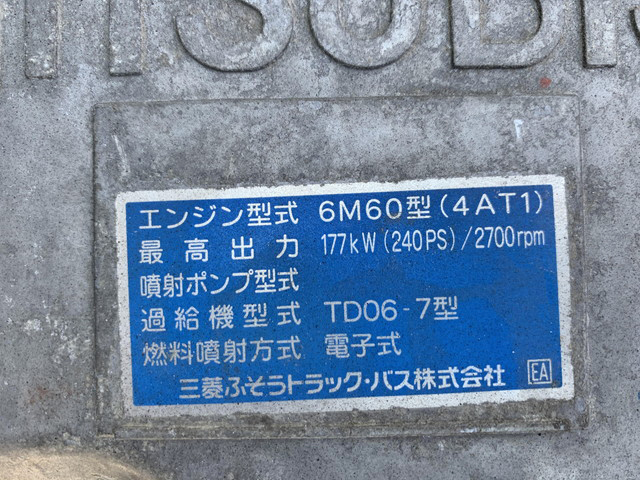 MITSUBIS
エンジン型式 6M60型(4AT1)
最高出力 177kW(240PS)/2700rpm
噴射ポンプ型式
過給機型式 TD06-7型
燃料噴射方式 電子式
三菱ふそうトラック・バス株式会社 EA